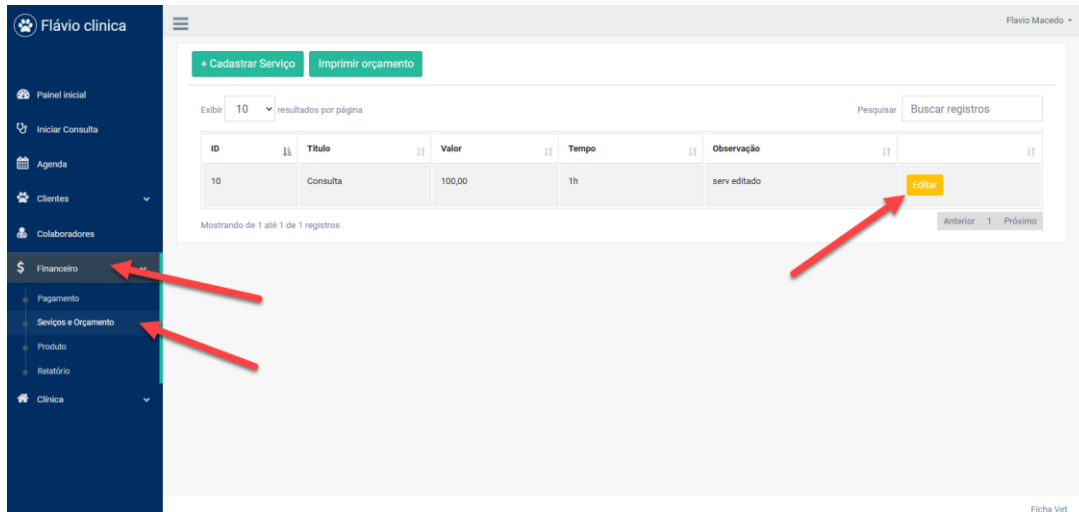 Flávio clinica
Flavio Macedo
+ Cadastrar Serviço
Imprimir orçamento
Painel inicial
Iniciar Consulta
Agenda
Clientes
Colaboradores
Financeiro
Pagamento
Seviços e Orçamento
Produto
Relatório
Clínica
Exibir 10 resultados por página
Pesquisar Buscar registros
ID Título Valor Tempo Observação
10 Consulta 100,00 1h serv editado Editar
Mostrando de 1 até 1 de 1 registros
Anterior 1 Próximo
Ficha Vet